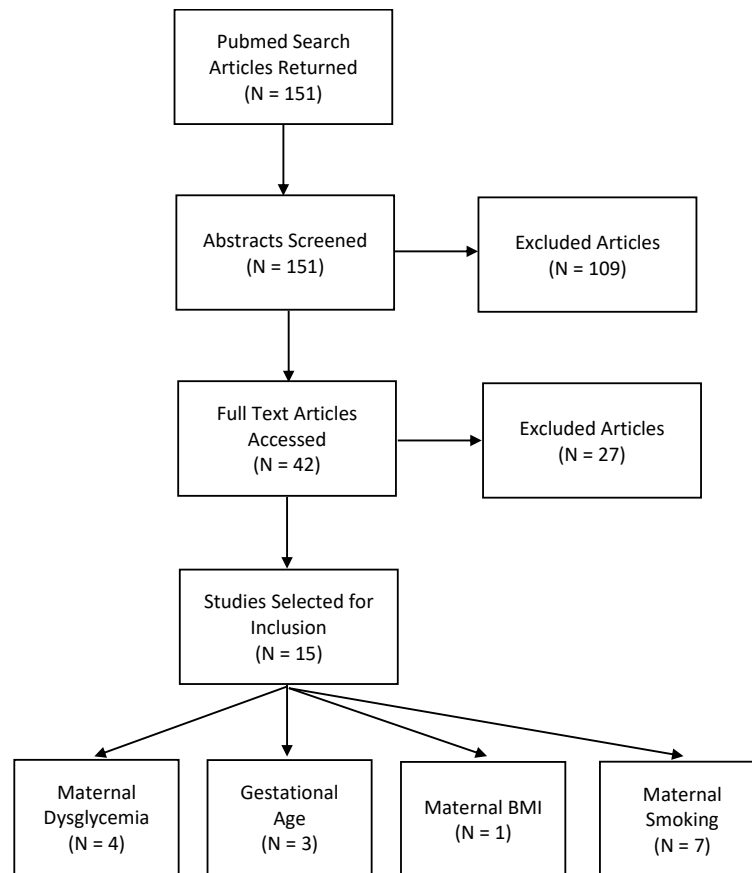 Pubmed Search
Articles Returned
(N = 151)
Abstracts Screened
(N = 151)
Excluded Articles
(N = 109)
Full Text Articles
Accessed
(N = 42)
Excluded Articles
(N = 27)
Studies Selected for
Inclusion
(N = 15)
Maternal
Dysglycemia
(N = 4)
Gestational
Age
(N = 3)
Maternal BMI
(N = 1)
Maternal
Smoking
(N = 7)